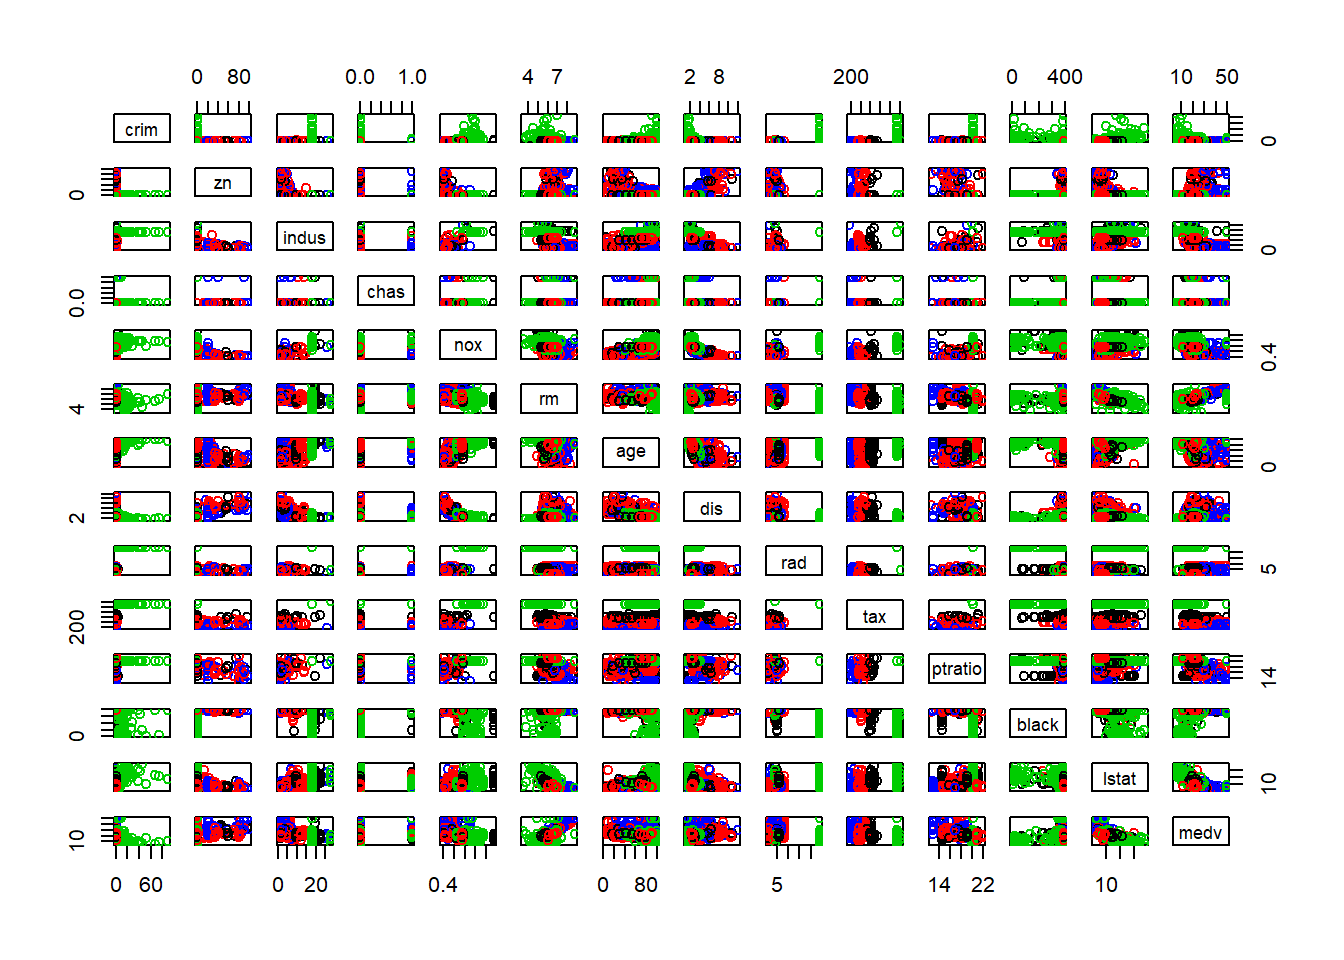 0 80 0.0 1.0 4 7 2 8 200 0 400 10 50
crim 0
0 zn
indus 0
0.0 chas
nox 0.4
4 rm
age 0
2 dis
rad 5
200 tax
ptratio 14
0 black
lstat 10
10 medv
0 60 0 20 0.4 0 80 5 14 22 10